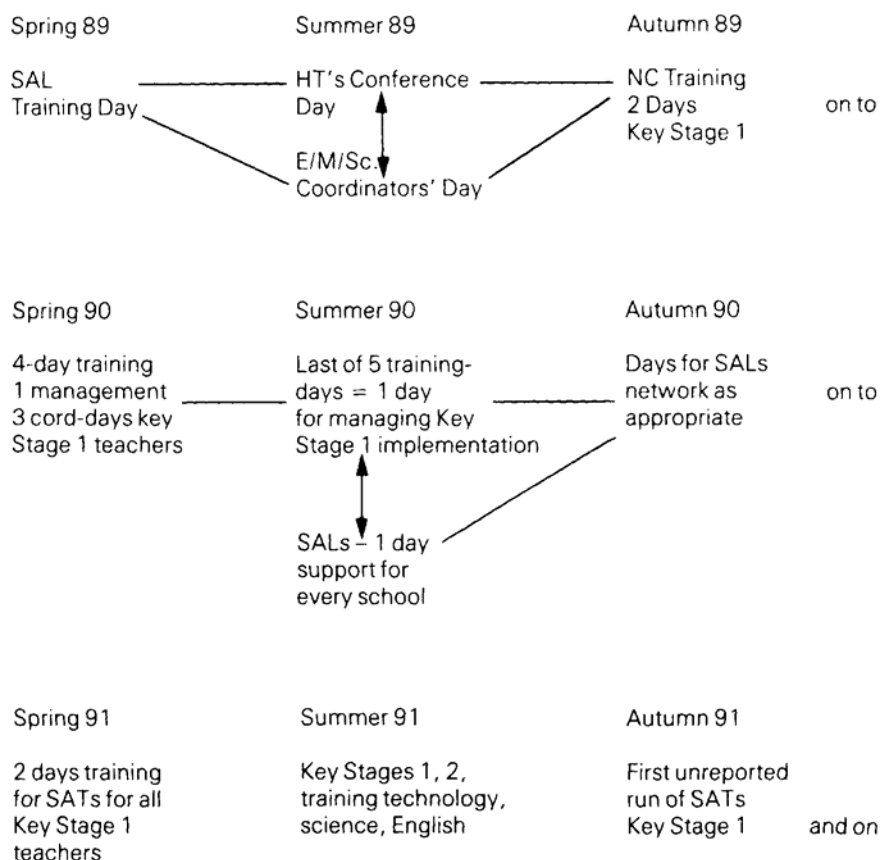 Spring 89
Summer 89
Autumn 89
SAL
Training Day
HT's Conference
Day
E/M/Sc.
Coordinators' Day
NC Training
2 Days
Key Stage 1
on to
Spring 90
Summer 90
Autumn 90
4-day training
1 management
3 cord-days key
Stage 1 teachers
Last of 5 training-
days = 1 day
for managing Key
Stage 1 implementation
SALs – 1 day
support for
every school
Days for SALs
network as
appropriate
on to
Spring 91
Summer 91
Autumn 91
2 days training
for SATs for all
Key Stage 1
teachers
Key Stages 1, 2,
training technology,
science, English
First unreported
run of SATs
Key Stage 1
and on